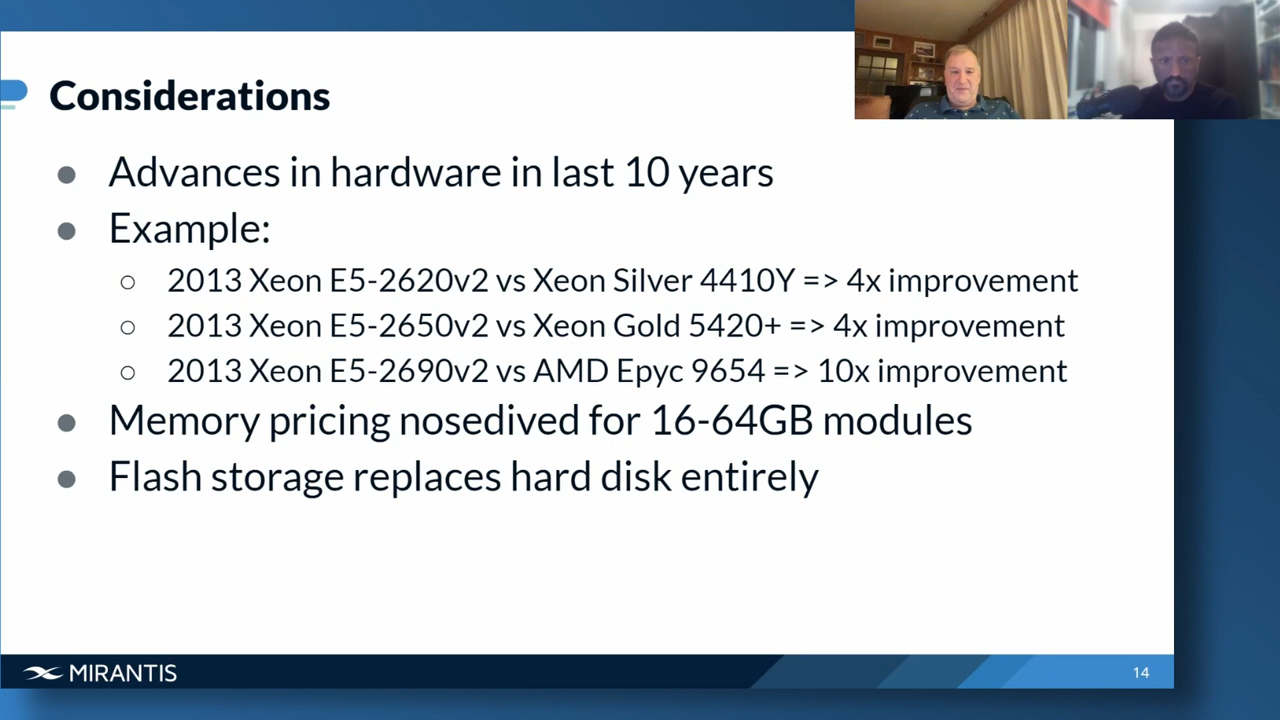 Considerations
● Advances in hardware in last 10 years
● Example:
○ 2013 Xeon E5-2620v2 vs Xeon Silver 4410Y => 4x improvement
○ 2013 Xeon E5-2650v2 vs Xeon Gold 5420+ => 4x improvement
○ 2013 Xeon E5-2690v2 vs AMD Epyc 9654 => 10x improvement
● Memory pricing nosedived for 16-64GB modules
● Flash storage replaces hard disk entirely
MIRANTIS
14